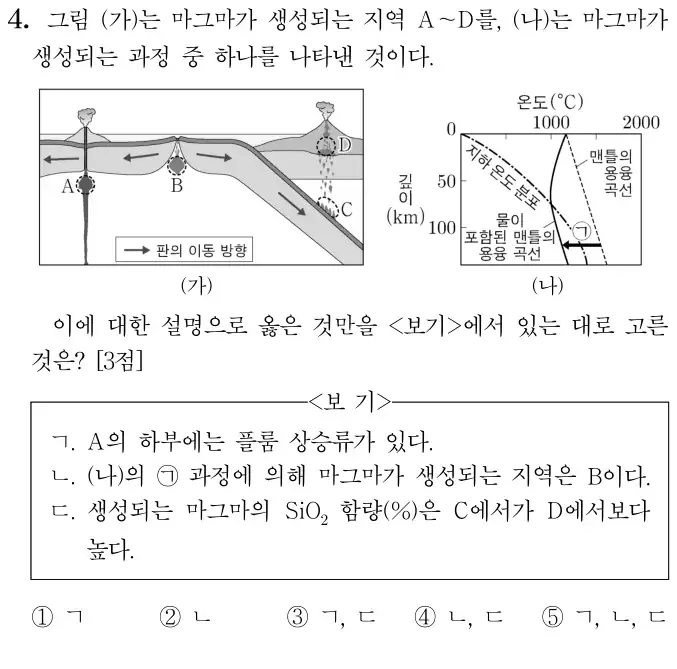 4. 그림 (가)는 마그마가 생성되는 지역 A~D를, (나)는 마그마가
생성되는 과정 중 하나를 나타낸 것이다.
A
B
C
D
→ 판의 이동 방향
(가)
온도(℃)
0 1000 2000
깊이(km)
50
100
지하 온도 분포
맨틀의
용융
곡선
물이
포함된 맨틀의
용융 곡선
㉠
(나)
이에 대한 설명으로 옳은 것만을 <보기>에서 있는 대로 고른
것은? [3점]
<보 기>
ㄱ. A의 하부에는 플룸 상승류가 있다.
ㄴ. (나)의 ㉠ 과정에 의해 마그마가 생성되는 지역은 B이다.
ㄷ. 생성되는 마그마의 SiO₂ 함량(%)은 C에서가 D에서보다
높다.
① ㄱ ② ㄴ ③ ㄱ, ㄷ ④ ㄴ, ㄷ ⑤ ㄱ, ㄴ, ㄷ